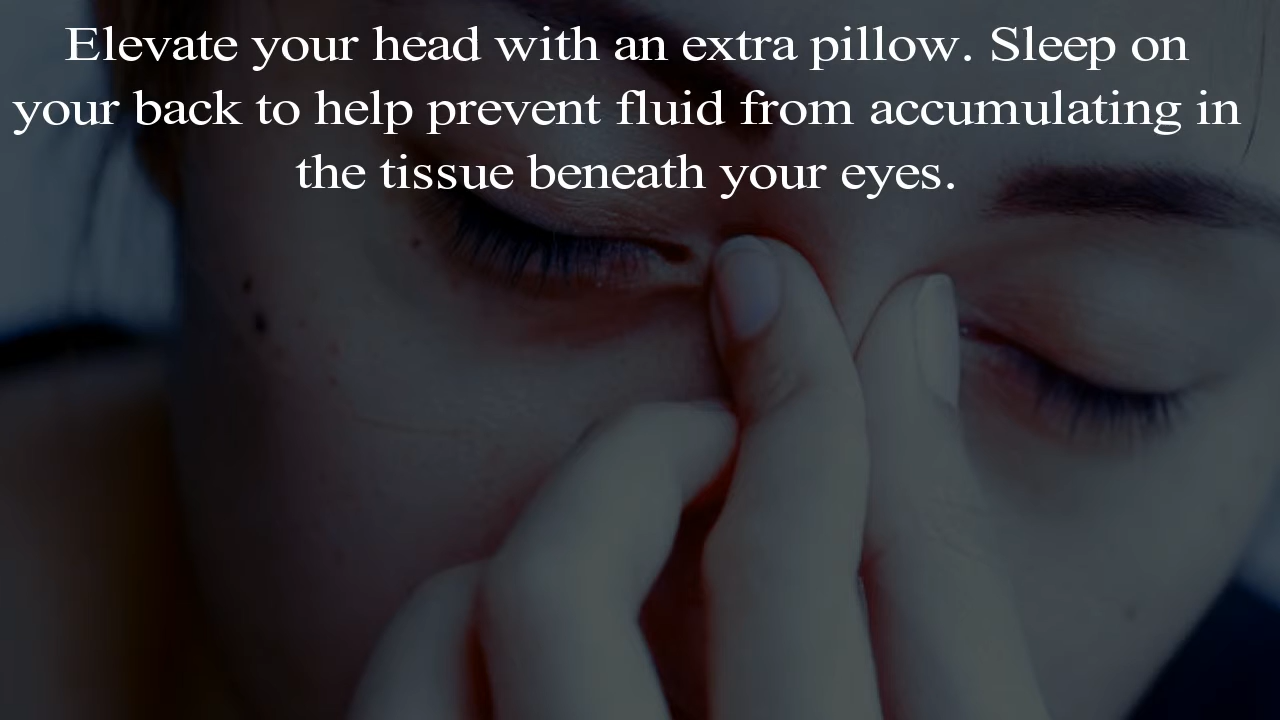 Elevate your head with an extra pillow. Sleep on
your back to help prevent fluid from accumulating in
the tissue beneath your eyes.